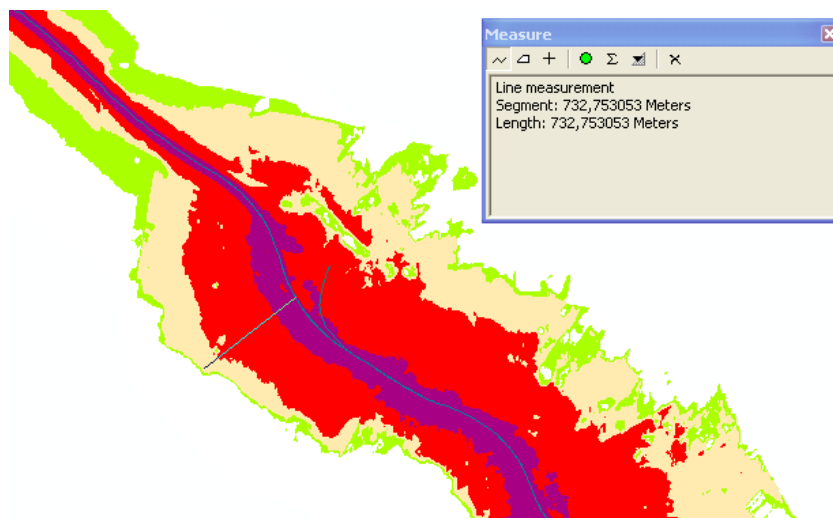 Measure
Line measurement
Segment: 732,753053 Meters
Length: 732,753053 Meters